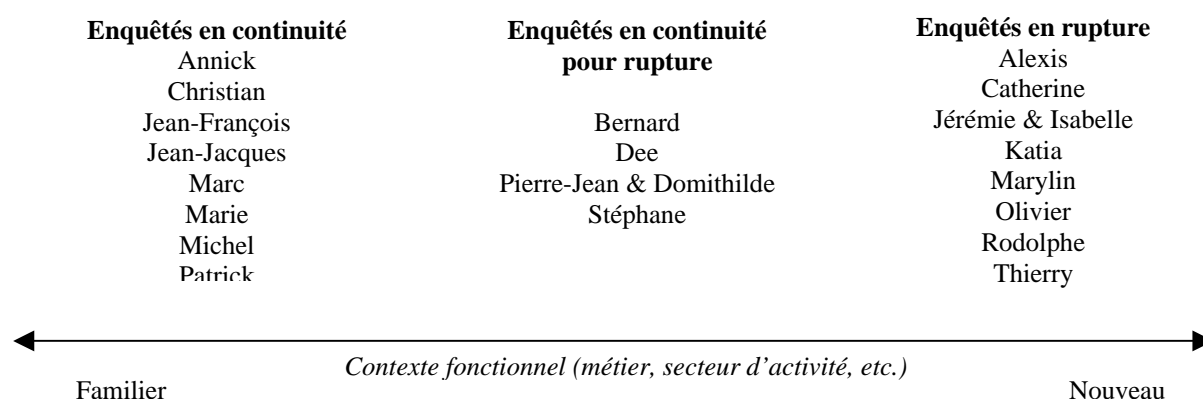 Enquêtés en continuité
Annick
Christian
Jean-François
Jean-Jacques
Marc
Marie
Michel
Patrick
Enquêtés en continuité
pour rupture
Bernard
Dee
Pierre-Jean & Domithilde
Stéphane
Enquêtés en rupture
Alexis
Catherine
Jérémie & Isabelle
Katia
Marylin
Olivier
Rodolphe
Thierry
Contexte fonctionnel (métier, secteur d'activité, etc.)
Familier
Nouveau